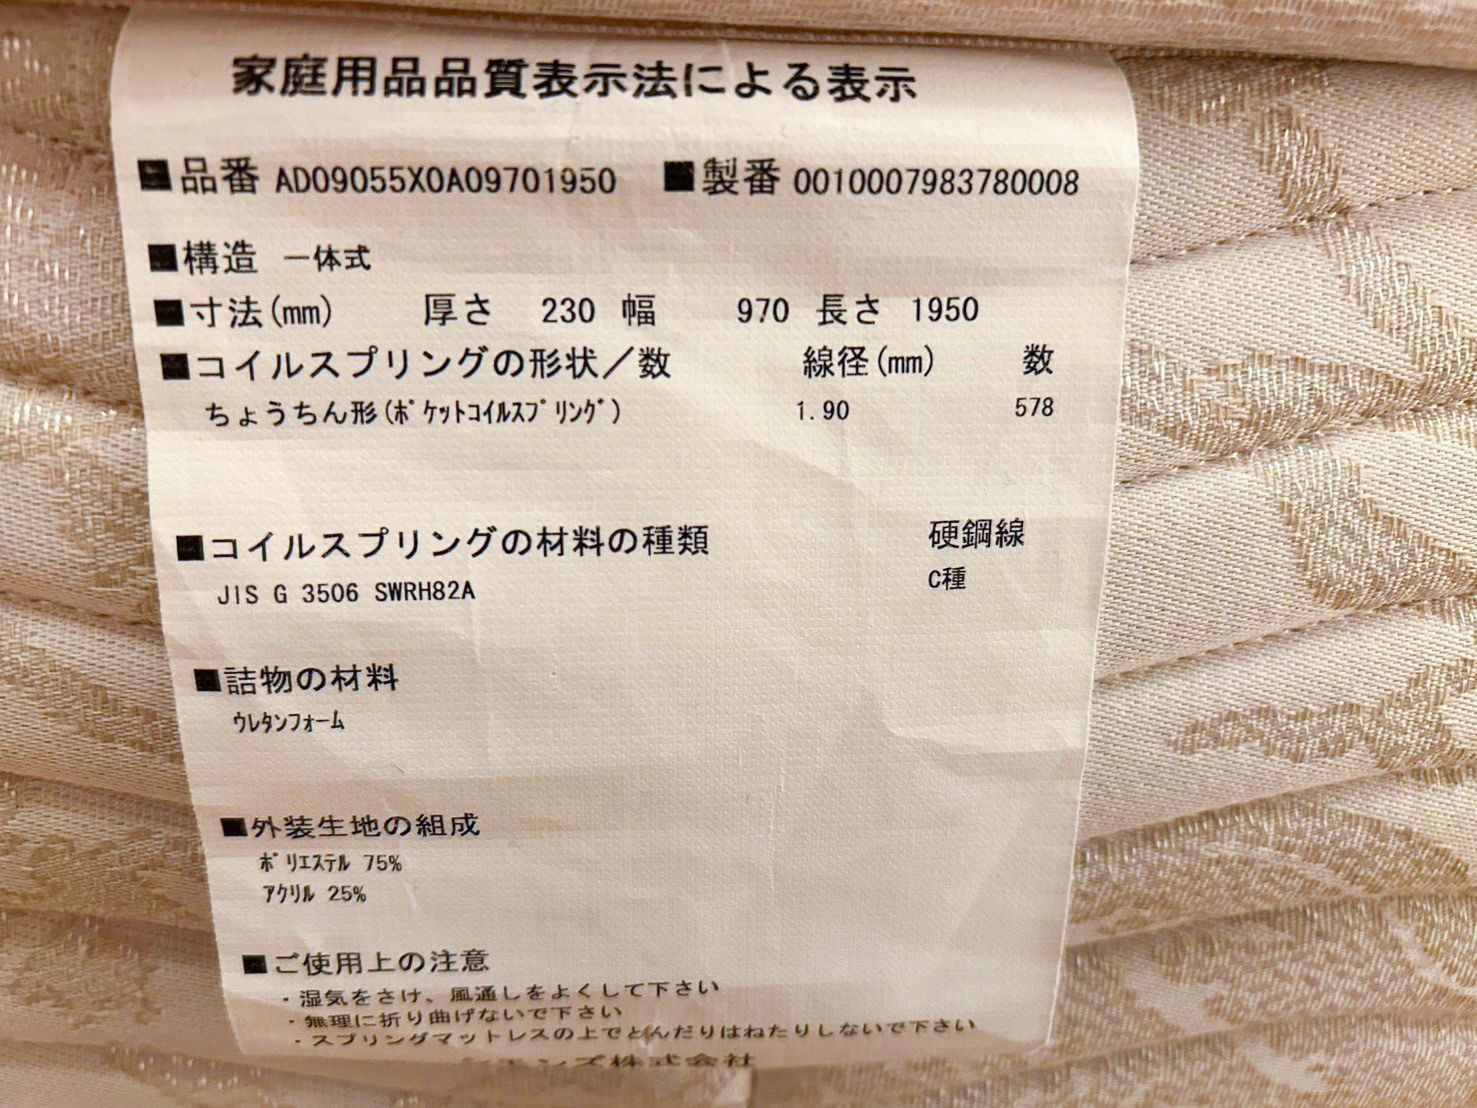 家庭用品品質表示法による表示
■品番 AD09055X0A09701950 ■製番 0010007983780008
■構造 一体式
■寸法(mm) 厚さ 230 幅 970 長さ 1950
■コイルスプリングの形状／数 線径(mm) 数
ちょうちん形(ﾎﾟｹｯﾄｺｲﾙｽﾌﾟﾘﾝｸﾞ) 1.90 578
■コイルスプリングの材料の種類 硬鋼線
JIS G 3506 SWRH82A C種
■詰物の材料
ｳﾚﾀﾝﾌｫｰﾑ
■外装生地の組成
ﾎﾟﾘｴｽﾃﾙ 75%
ｱｸﾘﾙ 25%
■ご使用上の注意
・湿気をさけ、風通しをよくして下さい
・無理に折り曲げないで下さい
・スプリングマットレスの上でとんだりはねたりしないで下さい
モンズ株式会社